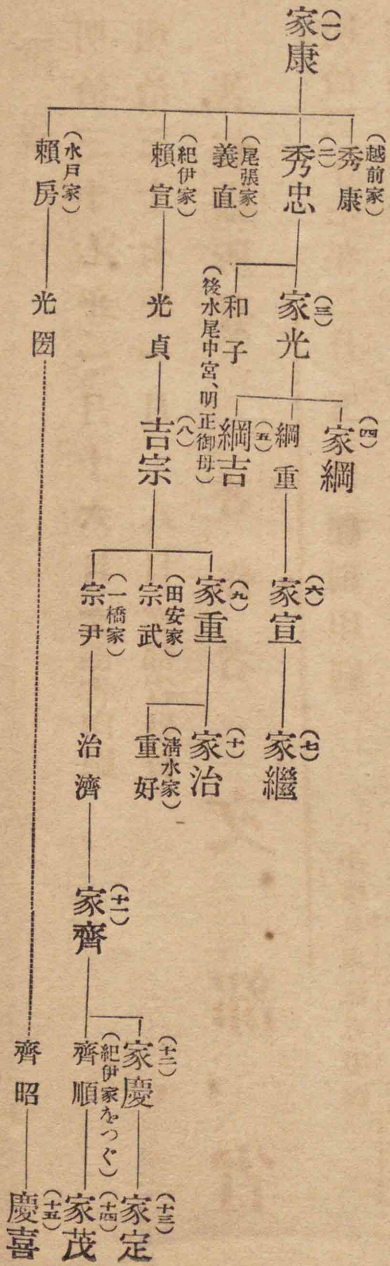 (一)
家康
(越前家)
秀康
(二)
秀忠
(尾張家)
義直
(紀伊家)
賴宣
(水戸家)
賴房
(三)
家光
和子
(後水尾中宮、明正御母)
光貞
光圀
(四)
家綱
綱重
(五)
綱吉
(八)
吉宗
(六)
家宣
(九)
家重
(田安家)
宗武
(一橋家)
宗尹
(七)
家繼
(十)
家治
(淸水家)
重好
治濟
(十一)
家齊
(十二)
家慶
(紀伊家をつぐ)
齊順
齊昭
(十三)
家定
(十四)
家茂
(十五)
慶喜